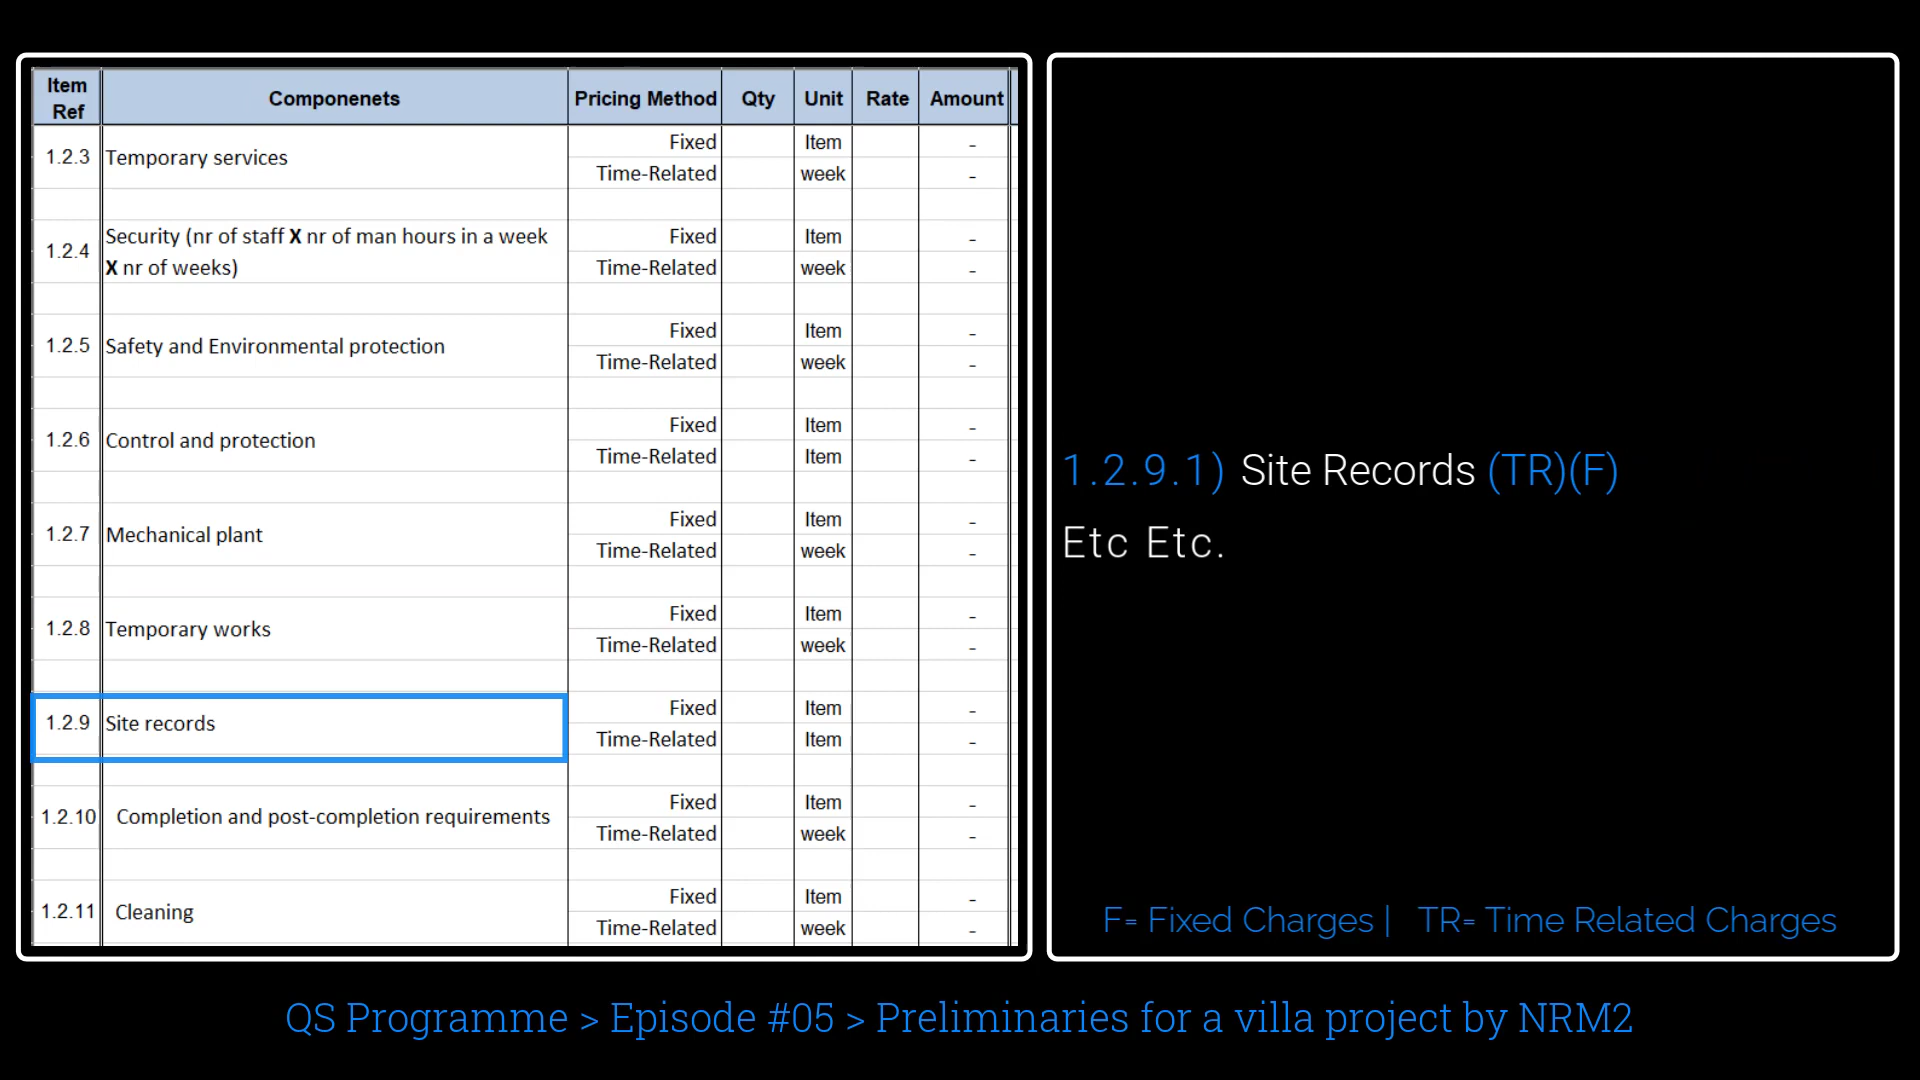 Item Ref | Componenets | Pricing Method | Qty | Unit | Rate | Amount
1.2.3 | Temporary services | Fixed | Item | -
Time-Related | week | -
1.2.4 | Security (nr of staff X nr of man hours in a week X nr of weeks) | Fixed | Item | -
Time-Related | week | -
1.2.5 | Safety and Environmental protection | Fixed | Item | -
Time-Related | week | -
1.2.6 | Control and protection | Fixed | Item | -
Time-Related | Item | -
1.2.7 | Mechanical plant | Fixed | Item | -
Time-Related | week | -
1.2.8 | Temporary works | Fixed | Item | -
Time-Related | week | -
1.2.9 | Site records | Fixed | Item | -
Time-Related | Item | -
1.2.10 | Completion and post-completion requirements | Fixed | Item | -
Time-Related | week | -
1.2.11 | Cleaning | Fixed | Item | -
Time-Related | week | -
1.2.9.1) Site Records (TR)(F)
Etc Etc.
F= Fixed Charges | TR= Time Related Charges
QS Programme > Episode #05 > Preliminaries for a villa project by NRM2